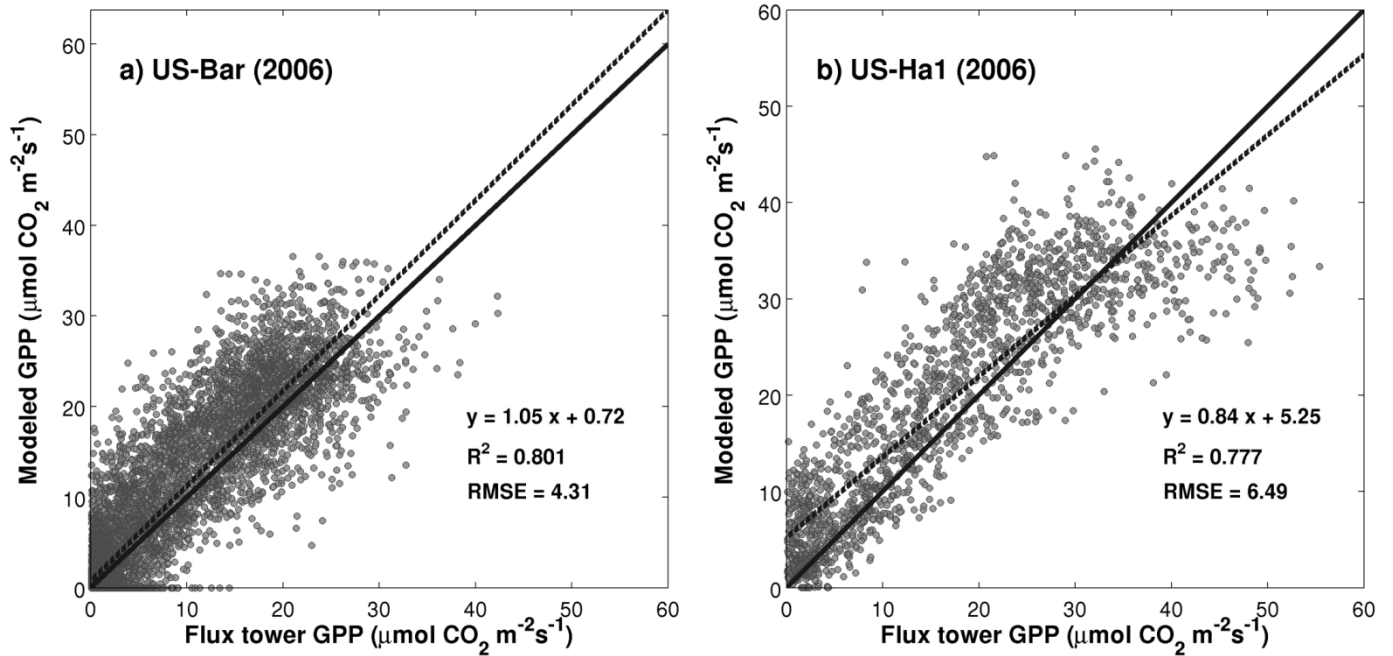 a) US-Bar (2006)
Modeled GPP (μmol CO₂ m⁻²s⁻¹)
60
50
40
30
20
10
0
y = 1.05 x + 0.72
R² = 0.801
RMSE = 4.31
0 10 20 30 40 50 60
Flux tower GPP (μmol CO₂ m⁻²s⁻¹)
b) US-Ha1 (2006)
Modeled GPP (μmol CO₂ m⁻²s⁻¹)
60
50
40
30
20
10
0
y = 0.84 x + 5.25
R² = 0.777
RMSE = 6.49
0 10 20 30 40 50 60
Flux tower GPP (μmol CO₂ m⁻²s⁻¹)